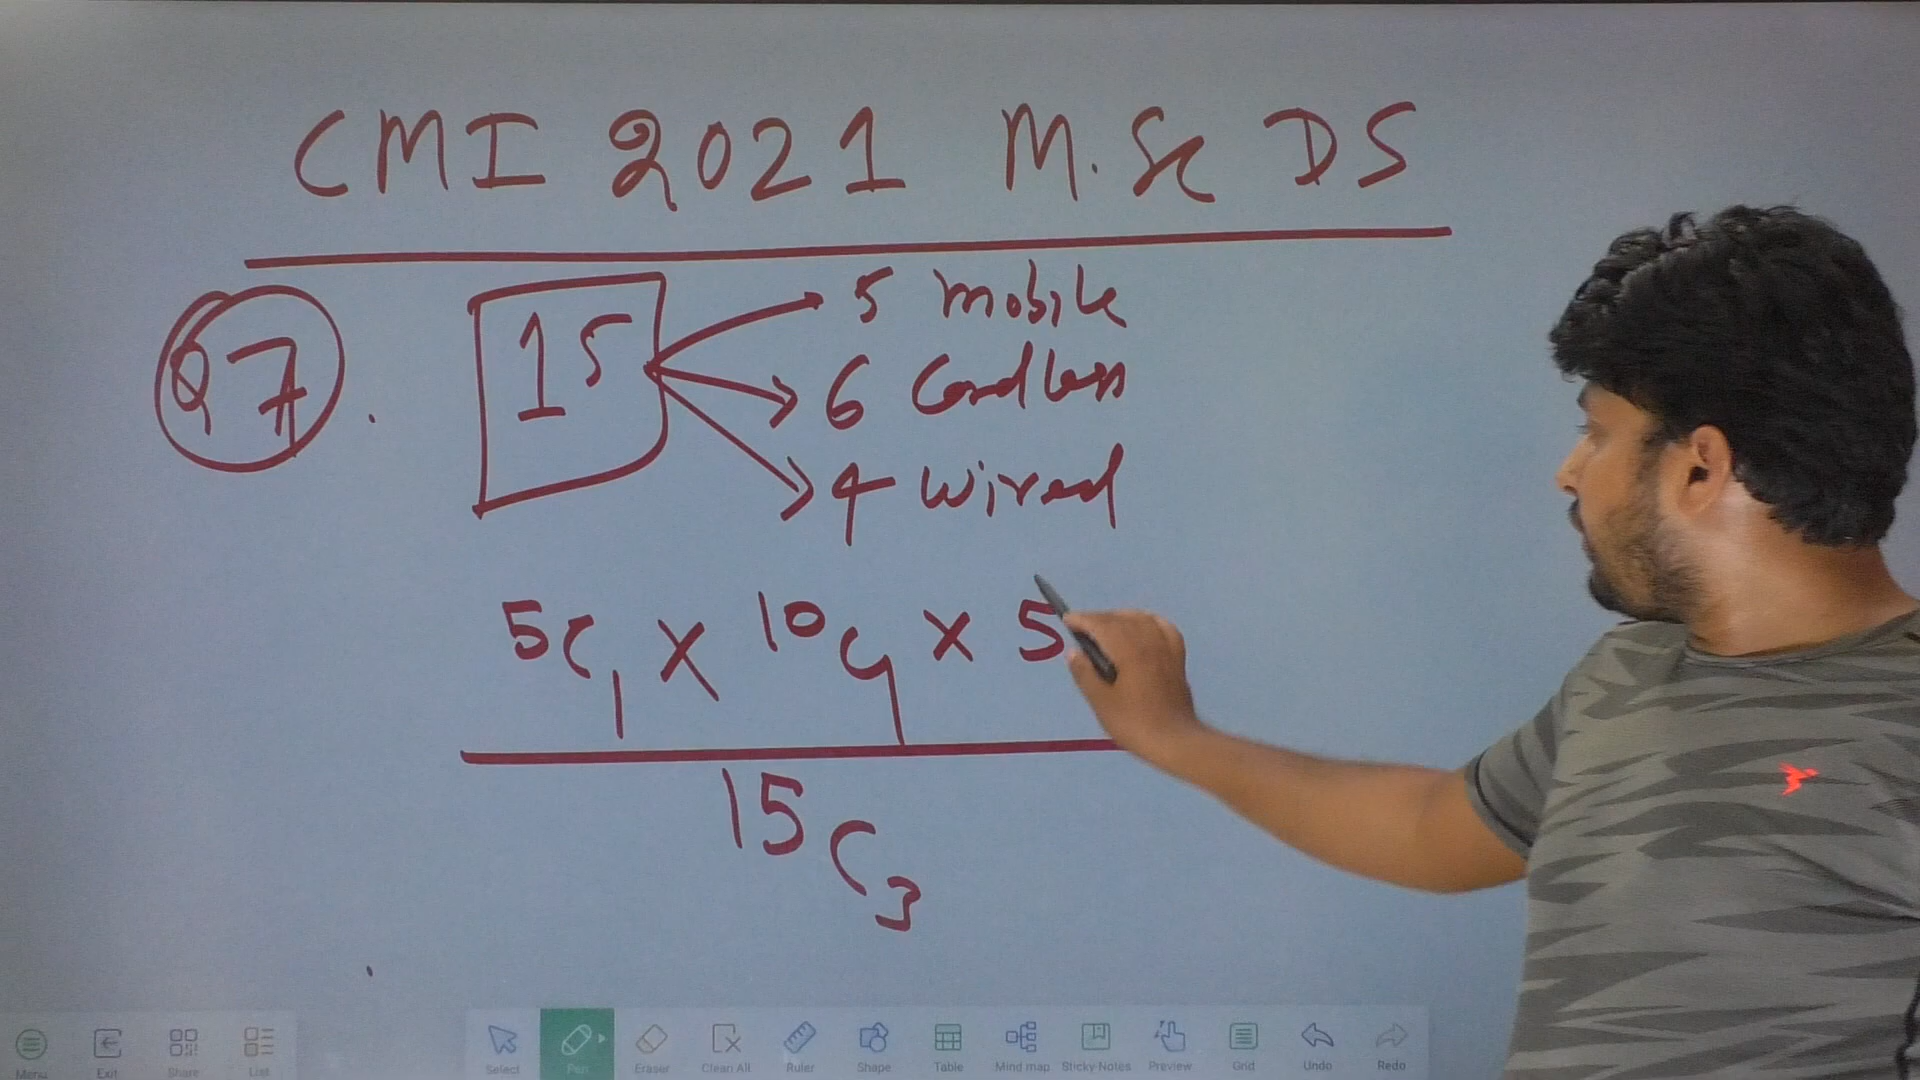 CMI 2021 M.Sc DS
Q7. 15 → 5 mobile
→ 6 Cordless
→ 4 wired
5C1 × 10C4 × 5
15C3
Menu Exit Share List Select Pen Eraser Clean All Ruler Shape Table Mind map Sticky Notes Preview Grid Undo Redo